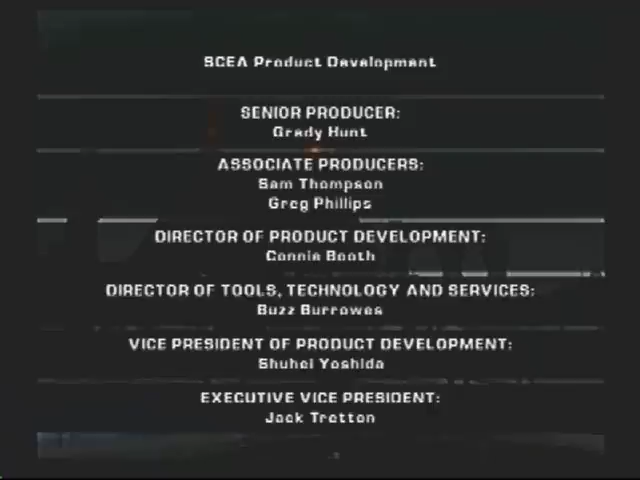 SCEA Product Development
SENIOR PRODUCER:
Grady Hunt
ASSOCIATE PRODUCERS:
Sam Thompson
Greg Phillips
DIRECTOR OF PRODUCT DEVELOPMENT:
Connie Booth
DIRECTOR OF TOOLS, TECHNOLOGY AND SERVICES:
Buzz Burrowes
VICE PRESIDENT OF PRODUCT DEVELOPMENT:
Shuhei Yoshida
EXECUTIVE VICE PRESIDENT:
Jack Tretton